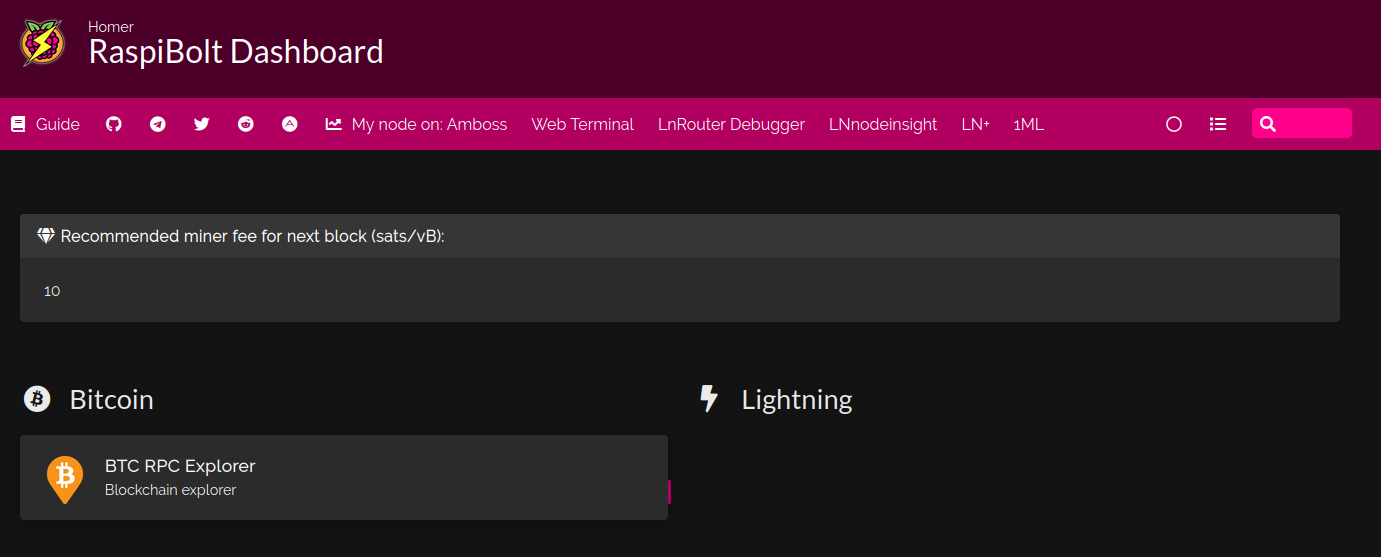 Homer
RaspiBolt Dashboard
Guide My node on: Amboss Web Terminal LnRouter Debugger LNnodeinsight LN+ 1ML
Recommended miner fee for next block (sats/vB):
10
Bitcoin
Lightning
BTC RPC Explorer
Blockchain explorer